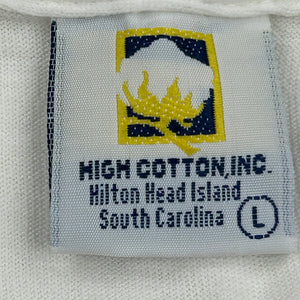 HIGH COTTON, INC.
Hilton Head Island
South Carolina L